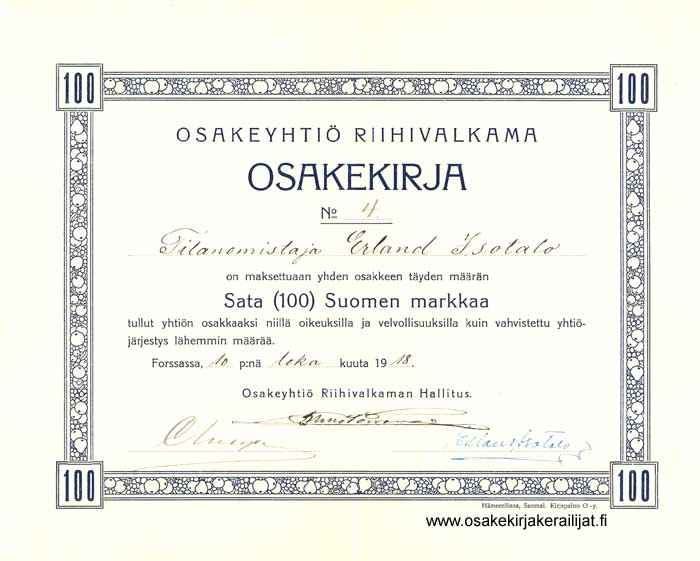 100 100
OSAKEYHTIÖ RIIHIVALKAMA
OSAKEKIRJA
No 4.
Tilanomistaja Erland Isotalo
on maksettuaan yhden osakkeen täyden määrän
Sata (100) Suomen markkaa
tullut yhtiön osakkaaksi niillä oikeuksilla ja velvollisuuksilla kuin vahvistettu yhtiö-
järjestys lähemmin määrää.
Forssassa, 10 p:nä loka kuuta 1918.
Osakeyhtiö Riihivalkaman Hallitus.
Erland Isotalo
100 100
Hämeenlinna, Suomal. Kirjapaino O-y.
www.osakekirjakerailijat.fi